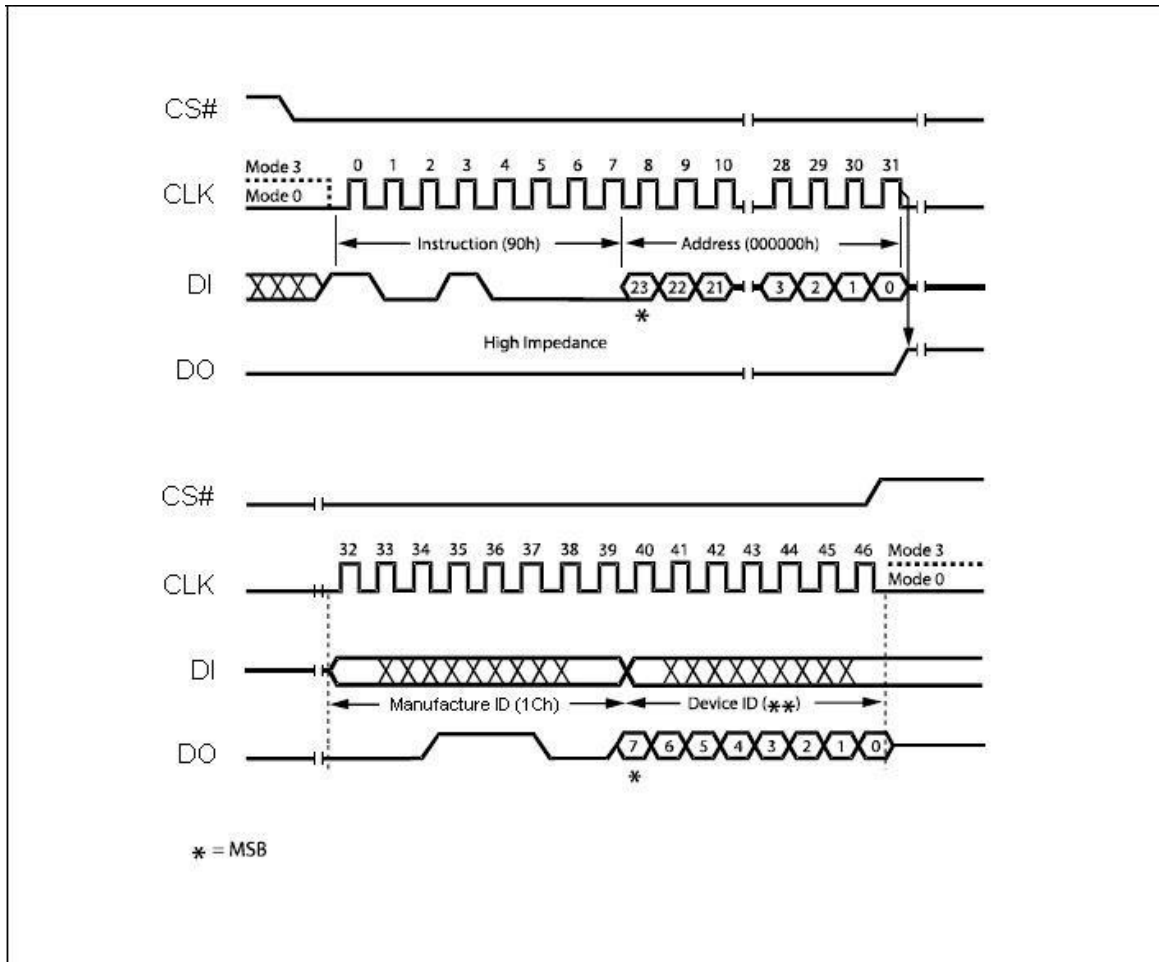 CS#
Mode 3
0 1 2 3 4 5 6 7 8 9 10 28 29 30 31
CLK
Mode 0
Instruction (90h)
Address (000000h)
DI
23 22 21 3 2 1 0
*
High Impedance
DO
CS#
32 33 34 35 36 37 38 39 40 41 42 43 44 45 46
Mode 3
CLK
Mode 0
DI
Manufacture ID (1Ch)
Device ID (**)
DO
7 6 5 4 3 2 1 0
*
* = MSB